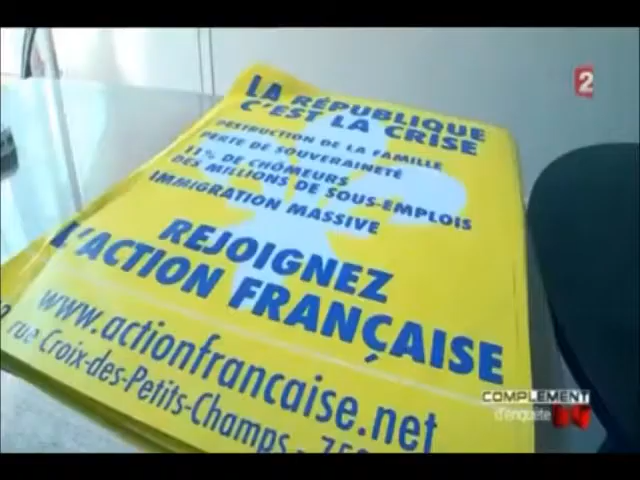 2
LA RÉPUBLIQUE
C'EST LA CRISE
DESTRUCTION DE LA FAMILLE
PERTE DE SOUVERAINETÉ
11% DE CHÔMEURS
DES MILLIONS DE SOUS-EMPLOIS
IMMIGRATION MASSIVE
REJOIGNEZ
L'ACTION FRANÇAISE
www.actionfrancaise.net
rue Croix-des-Petits-Champs -
COMPLEMENT
d'enquête